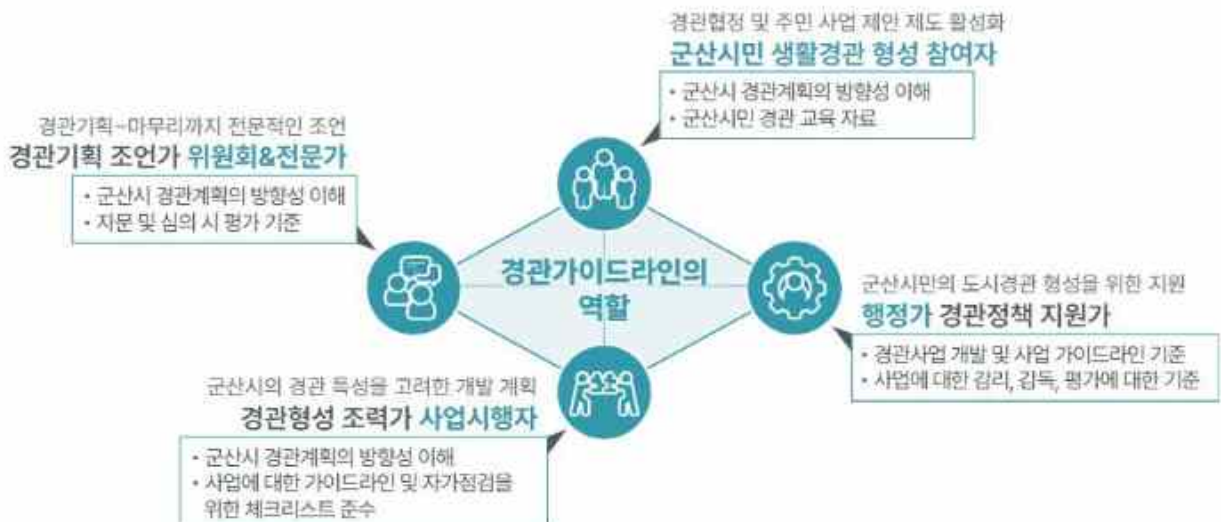 경관협정 및 주민 사업 제안 제도 활성화
군산시민 생활경관 형성 참여자
• 군산시 경관계획의 방향성 이해
• 군산시민 경관 교육 자료
경관기획~마무리까지 전문적인 조언
경관기획 조언가 위원회&전문가
• 군산시 경관계획의 방향성 이해
• 자문 및 심의 시 평가 기준
경관가이드라인의
역할
군산시만의 도시경관 형성을 위한 지원
행정가 경관정책 지원가
• 경관사업 개발 및 사업 가이드라인 기준
• 사업에 대한 감리, 감독, 평가에 대한 기준
군산시의 경관 특성을 고려한 개발 계획
경관형성 조력가 사업시행자
• 군산시 경관계획의 방향성 이해
• 사업에 대한 가이드라인 및 자가점검을
위한 체크리스트 준수